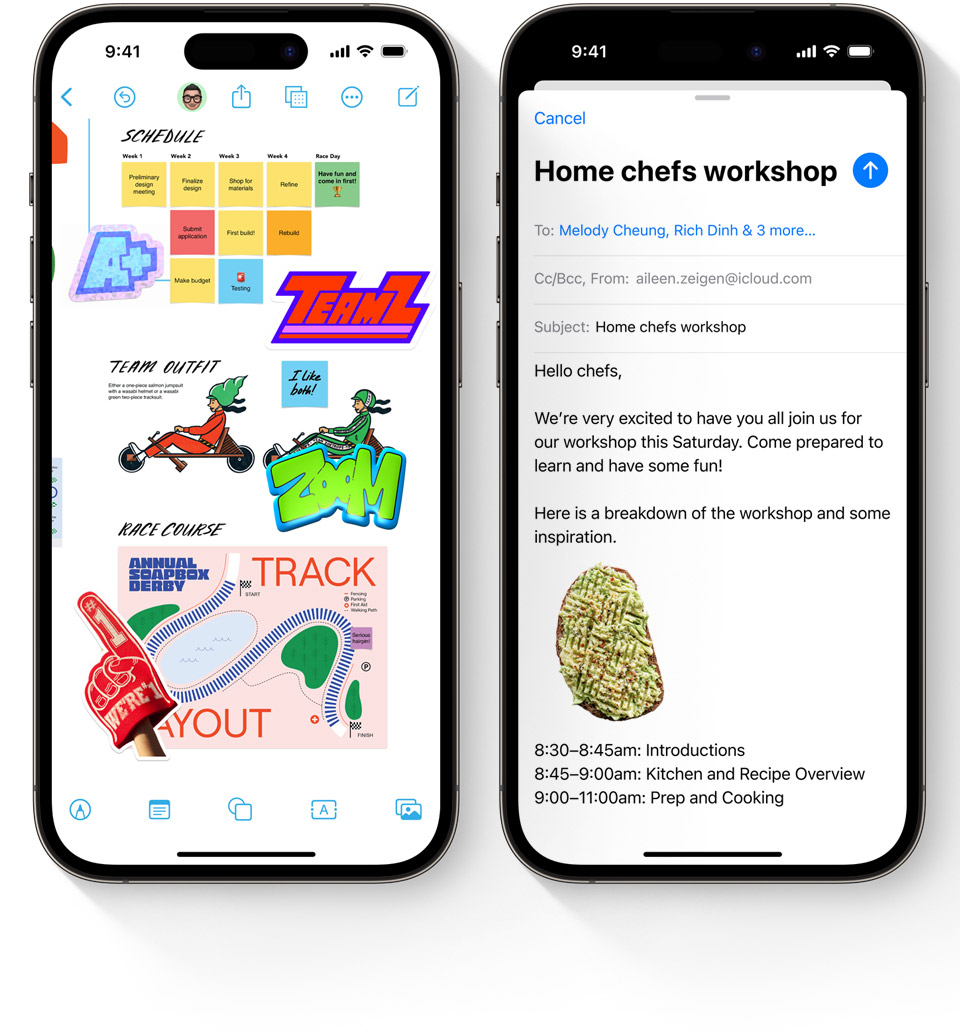 9:41
SCHEDULE
Week 1 Week 2 Week 3 Week 4 Race Day
Preliminary
design
meeting
Finalize
design
Shop for
materials
Refine
Have fun and
come in first!
Submit
application
First build!
Rebuild
Make budget
Testing
A+
TEAM Z
TEAM OUTFIT
Either a two-piece salmon jumpsuit
with a wasabi helmet or a wasabi
green two-piece tracksuit.
I like
both!
ZOOM
RACE COURSE
ANNUAL
SOAPBOX
DERBY
TRACK
START
Fencing
P Parking
First Aid
Walking Path
Serious
hairpin!
P
#1
WE'RE #1
AYOUT
FINISH
A
9:41
Cancel
Home chefs workshop
To: Melody Cheung, Rich Dinh & 3 more...
Cc/Bcc, From: aileen.zeigen@icloud.com
Subject: Home chefs workshop
Hello chefs,
We’re very excited to have you all join us for
our workshop this Saturday. Come prepared to
learn and have some fun!
Here is a breakdown of the workshop and some
inspiration.
8:30–8:45am: Introductions
8:45–9:00am: Kitchen and Recipe Overview
9:00–11:00am: Prep and Cooking